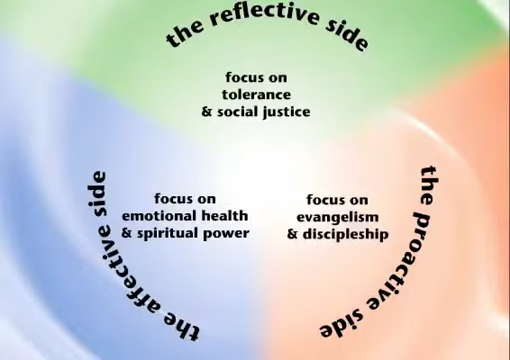 the reflective side
focus on
tolerance
& social justice
the affective side
focus on
emotional health
& spiritual power
focus on
evangelism
& discipleship
the proactive side